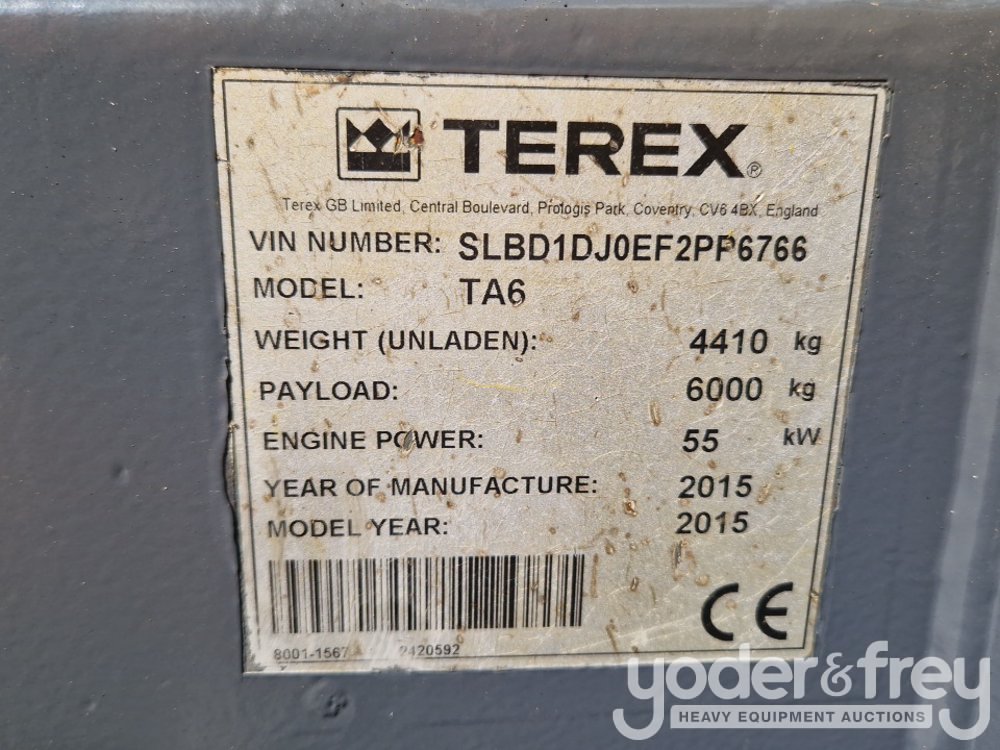 TEREX®
Terex GB Limited, Central Boulevard, Prologis Park, Coventry, CV6 4BX, England
VIN NUMBER: SLBD1DJ0EF2PP6766
MODEL: TA6
WEIGHT (UNLADEN): 4410 kg
PAYLOAD: 6000 kg
ENGINE POWER: 55 kW
YEAR OF MANUFACTURE: 2015
MODEL YEAR: 2015
CE
8001-1567 2420592
yoder&frey
HEAVY EQUIPMENT AUCTIONS